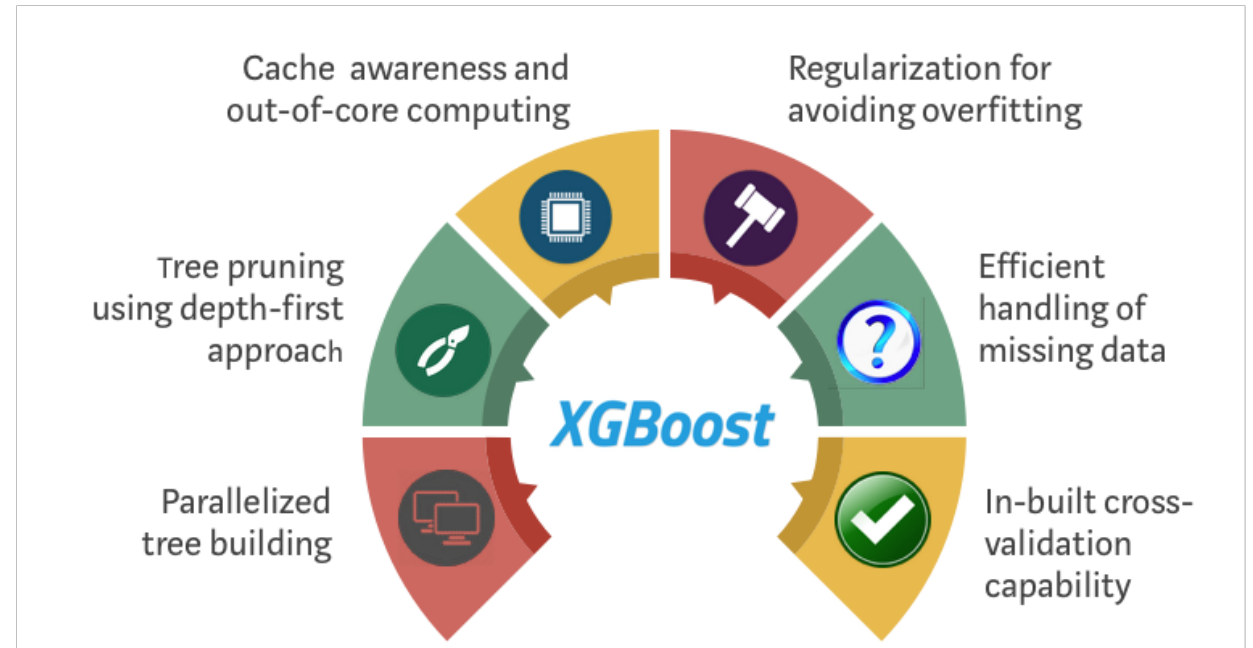 Cache awareness and
out-of-core computing
Regularization for
avoiding overfitting
Tree pruning
using depth-first
approach
Efficient
handling of
missing data
XGBoost
Parallelized
tree building
In-built cross-
validation
capability